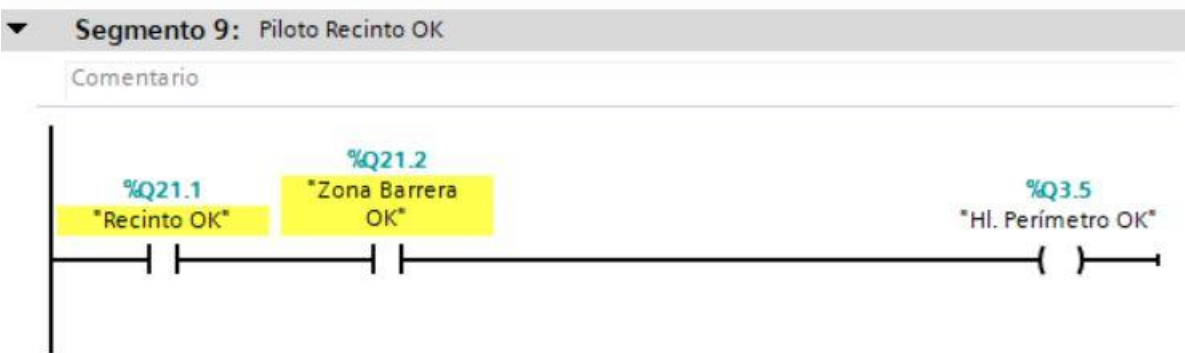 Segmento 9: Piloto Recinto OK
Comentario
%Q21.1
"Recinto OK"
%Q21.2
"Zona Barrera
OK"
%Q3.5
"Hl. Perímetro OK"